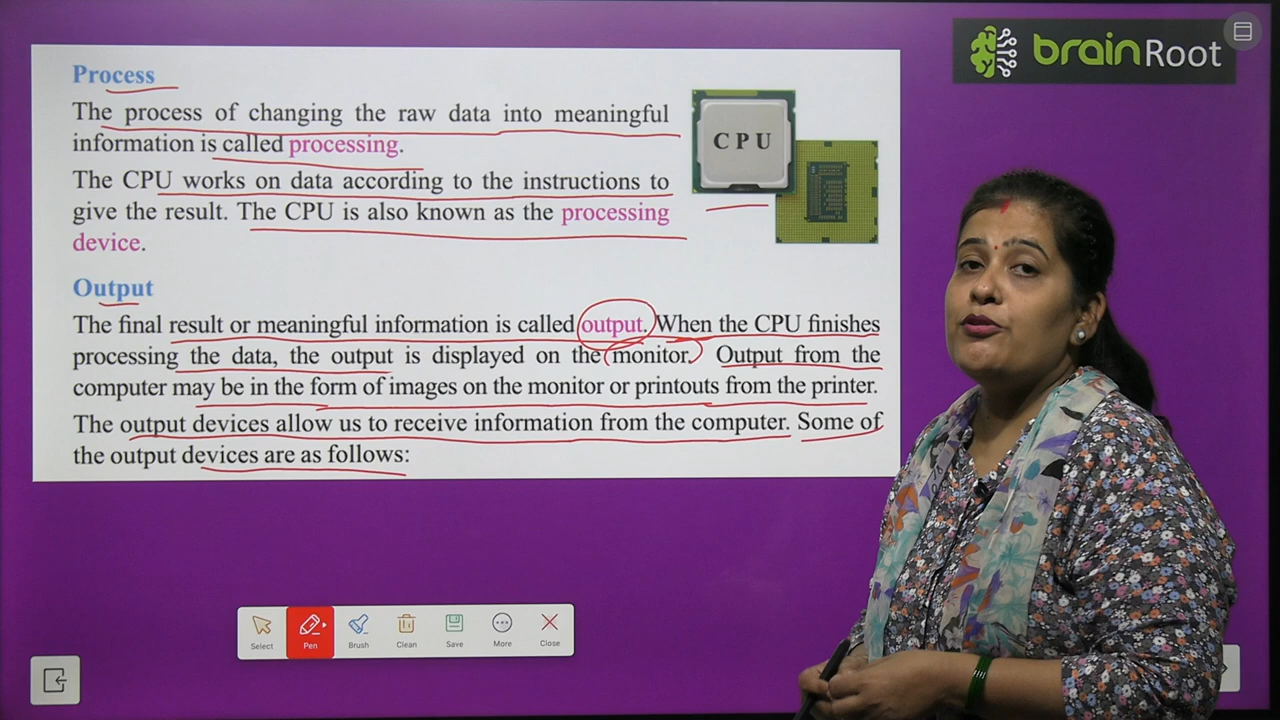 brainRoot
Process
The process of changing the raw data into meaningful
information is called processing.
CPU
The CPU works on data according to the instructions to
give the result. The CPU is also known as the processing
device.
Output
The final result or meaningful information is called output. When the CPU finishes
processing the data, the output is displayed on the monitor. Output from the
computer may be in the form of images on the monitor or printouts from the printer.
The output devices allow us to receive information from the computer. Some of
the output devices are as follows:
Select Pen Brush Clean Save More Close